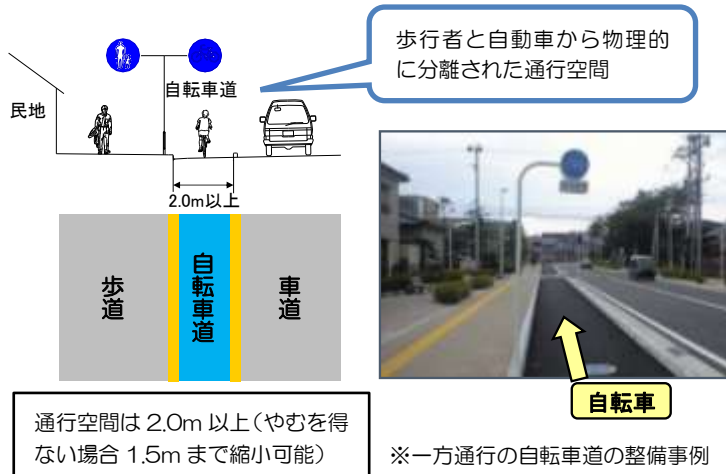 歩行者と自動車から物理的
に分離された通行空間
自転車道
民地
2.0m以上
歩道
自転車道
車道
自転車
通行空間は 2.0m 以上（やむを得
ない場合 1.5m まで縮小可能）
※一方通行の自転車道の整備事例